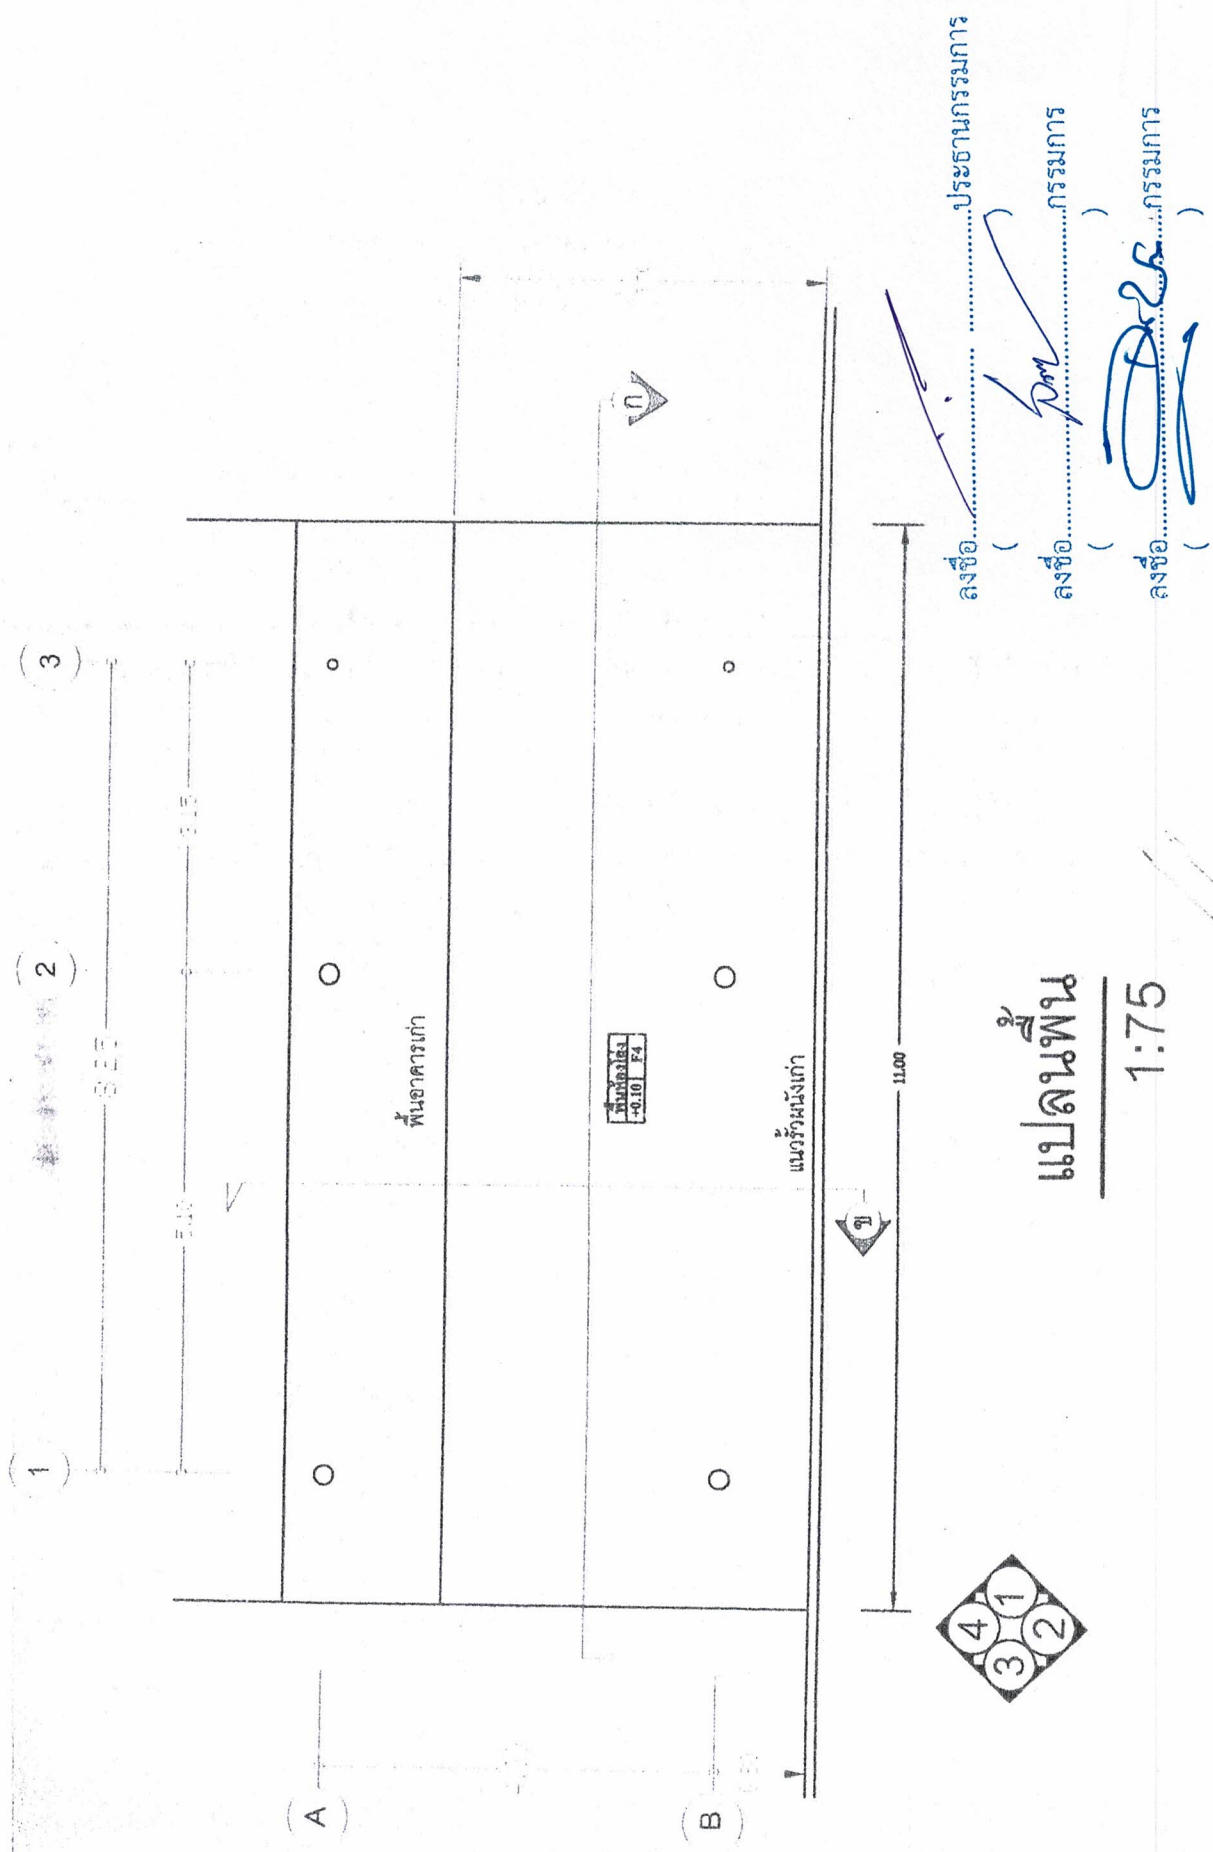 1
2
3
A
พื้นอาคารเก่า
พื้นห้องโล่ง
+0.10 F4
ก
B
แนวรั้วผนังเก่า
ข
11.00
4
3
1
2
แปลนพื้น
1:75
ลงชื่อ............... ...............ประธานกรรมการ
( )
ลงชื่อ...............กรรมการ
( )
ลงชื่อ...............กรรมการ
( )